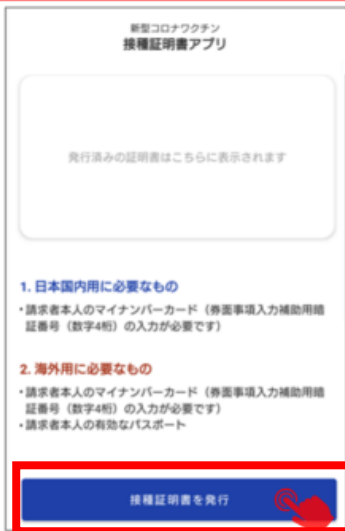 新型コロナワクチン
接種証明書アプリ
発行済みの証明書はこちらに表示されます
1. 日本国内用に必要なもの
・請求者本人のマイナンバーカード（券面事項入力補助用暗
証番号（数字4桁）の入力が必要です）
2. 海外用に必要なもの
・請求者本人のマイナンバーカード（券面事項入力補助用暗
証番号（数字4桁）の入力が必要です）
・請求者本人の有効なパスポート
接種証明書を発行